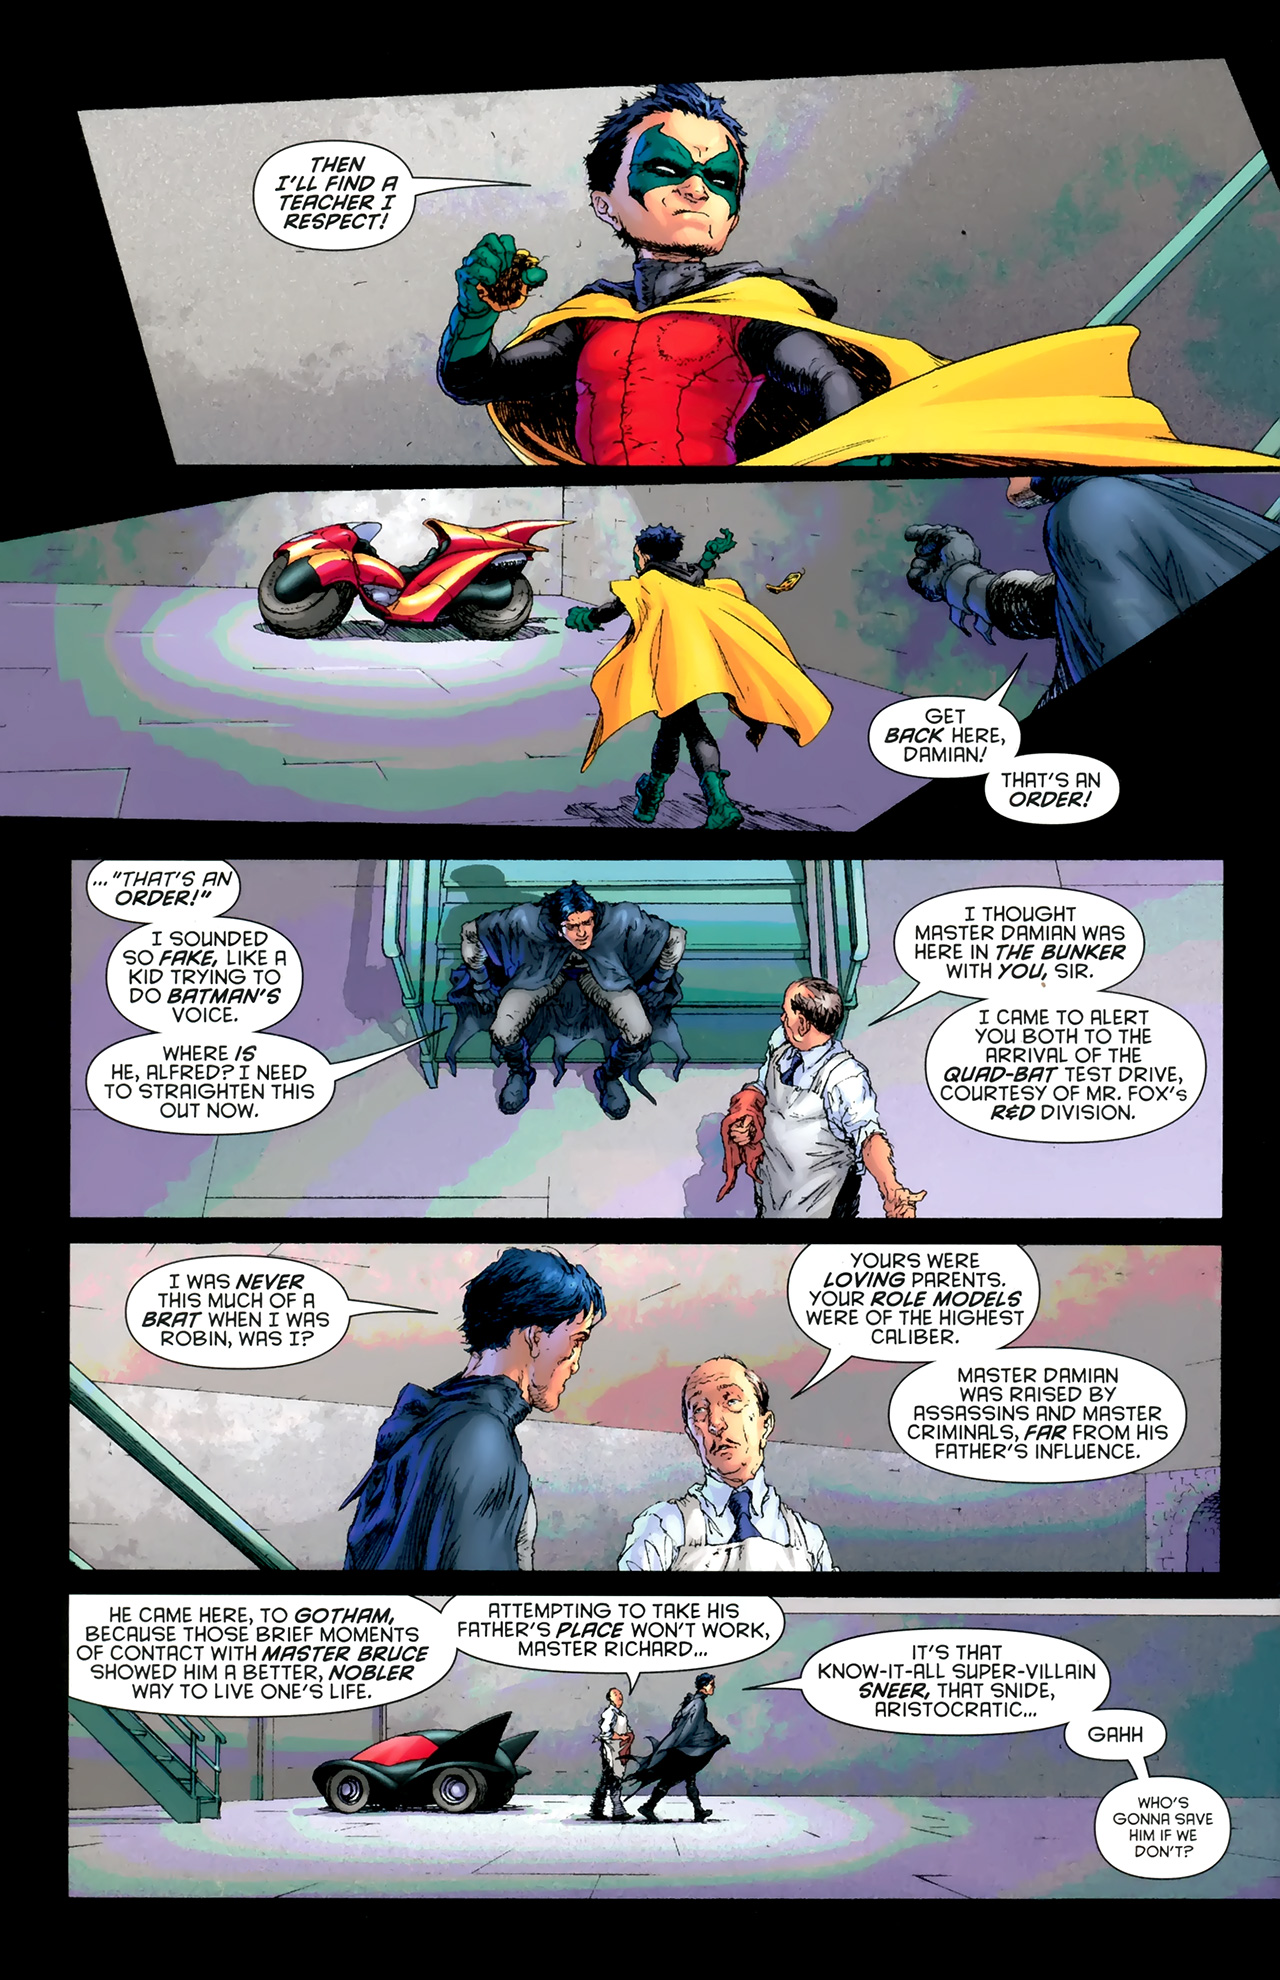 THEN
I'LL FIND A
TEACHER I
RESPECT!
GET
BACK HERE,
DAMIAN!
THAT'S AN
ORDER!
..."THAT'S AN
ORDER!"
I SOUNDED
SO FAKE, LIKE A
KID TRYING TO
DO BATMAN'S
VOICE.
WHERE IS
HE, ALFRED? I NEED
TO STRAIGHTEN THIS
OUT NOW.
I THOUGHT
MASTER DAMIAN WAS
HERE IN THE BUNKER
WITH YOU, SIR.
I CAME TO ALERT
YOU BOTH TO THE
ARRIVAL OF THE
QUAD-BAT TEST DRIVE,
COURTESY OF MR. FOX'S
R&D DIVISION.
I WAS NEVER
THIS MUCH OF A
BRAT WHEN I WAS
ROBIN, WAS I?
YOURS WERE
LOVING PARENTS.
YOUR ROLE MODELS
WERE OF THE HIGHEST
CALIBER.
MASTER DAMIAN
WAS RAISED BY
ASSASSINS AND MASTER
CRIMINALS, FAR FROM HIS
FATHER'S INFLUENCE.
HE CAME HERE, TO GOTHAM,
BECAUSE THOSE BRIEF MOMENTS
OF CONTACT WITH MASTER BRUCE
SHOWED HIM A BETTER, NOBLER
WAY TO LIVE ONE'S LIFE.
ATTEMPTING TO TAKE HIS
FATHER'S PLACE WON'T WORK,
MASTER RICHARD...
IT'S THAT
KNOW-IT-ALL SUPER-VILLAIN
SNEER, THAT SNIDE,
ARISTOCRATIC...
GAHH
WHO'S
GONNA SAVE
HIM IF WE
DON'T?